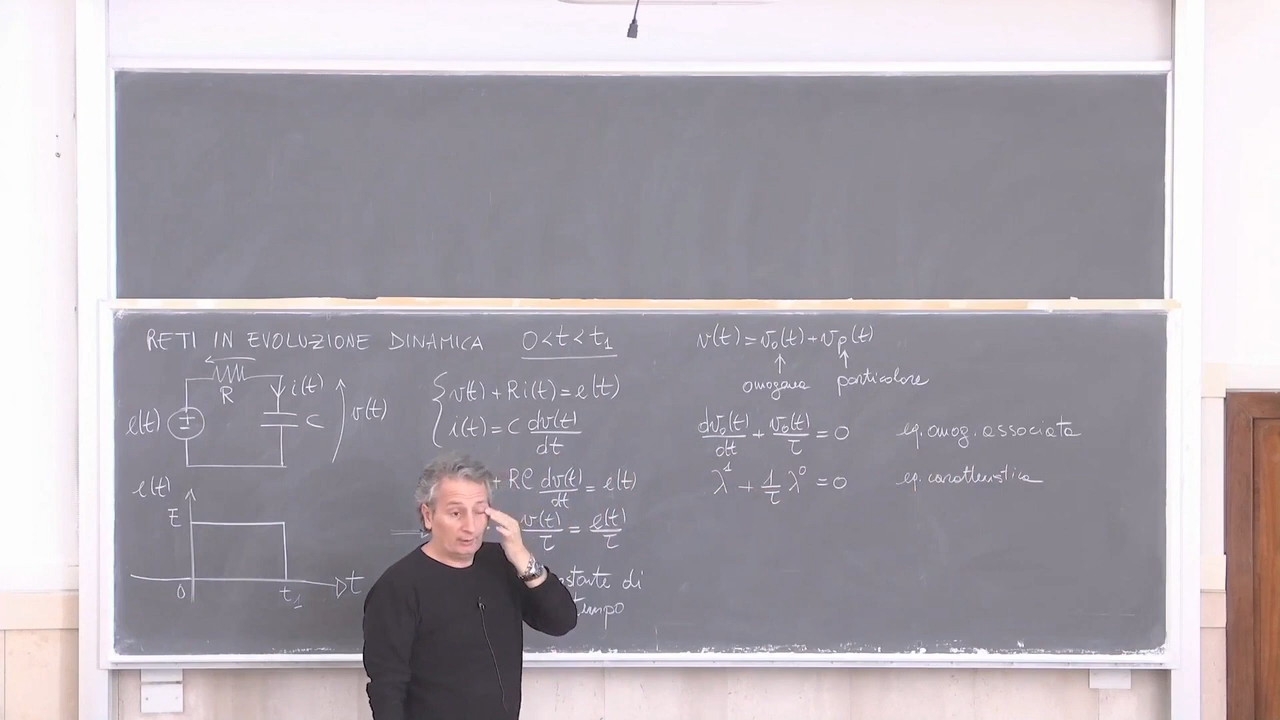 RETI IN EVOLUZIONE DINAMICA 0<t<t₁
R
i(t)
e(t)
±
C
v(t)
e(t)
E
0
t₁
t
v(t) + Ri(t) = e(t)
i(t) = C dv(t)/dt
+ RC dv(t)/dt = e(t)
v(t)/τ = e(t)/τ
di
tempo
v(t) = v₀(t) + vₚ(t)
omogenea particolare
dv₀(t)/dt + v₀(t)/τ = 0 eq. omog. associata
λ¹ + 1/τ λ⁰ = 0 eq. caratteristica